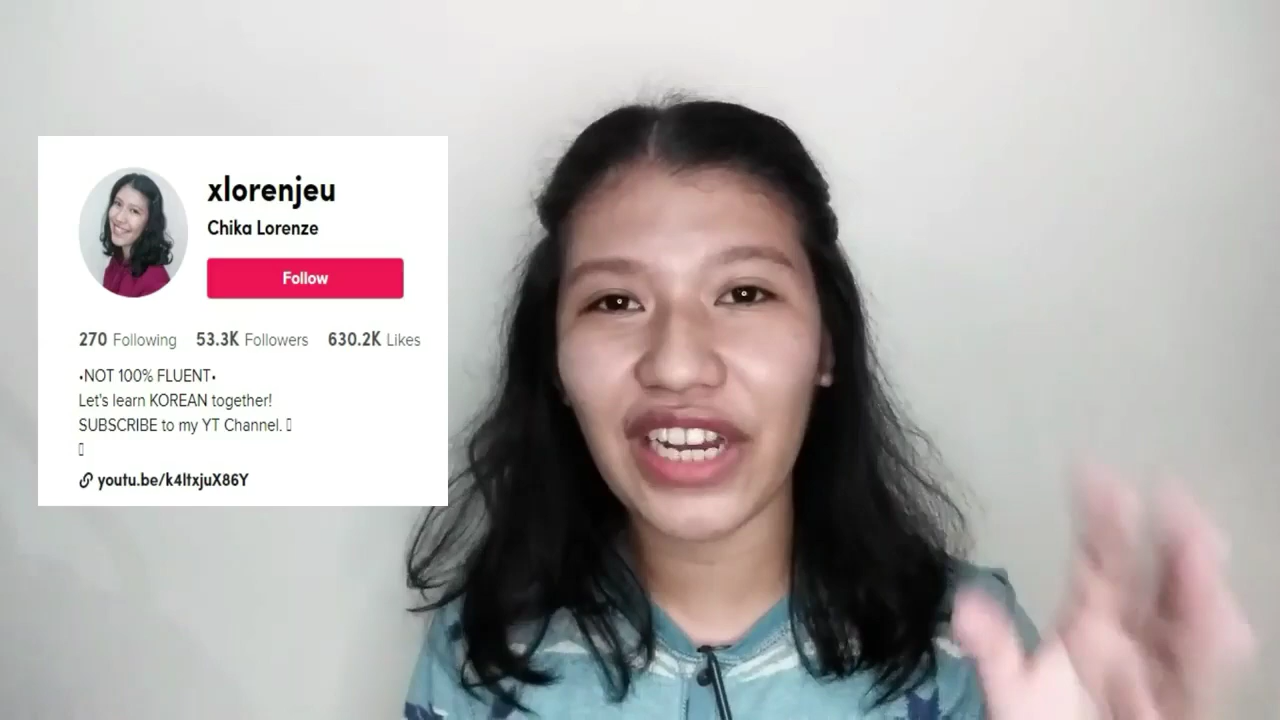 xlorenjeu
Chika Lorenze
Follow
270 Following 53.3K Followers 630.2K Likes
•NOT 100% FLUENT•
Let's learn KOREAN together!
SUBSCRIBE to my YT Channel.
youtu.be/k4ltxjuX86Y